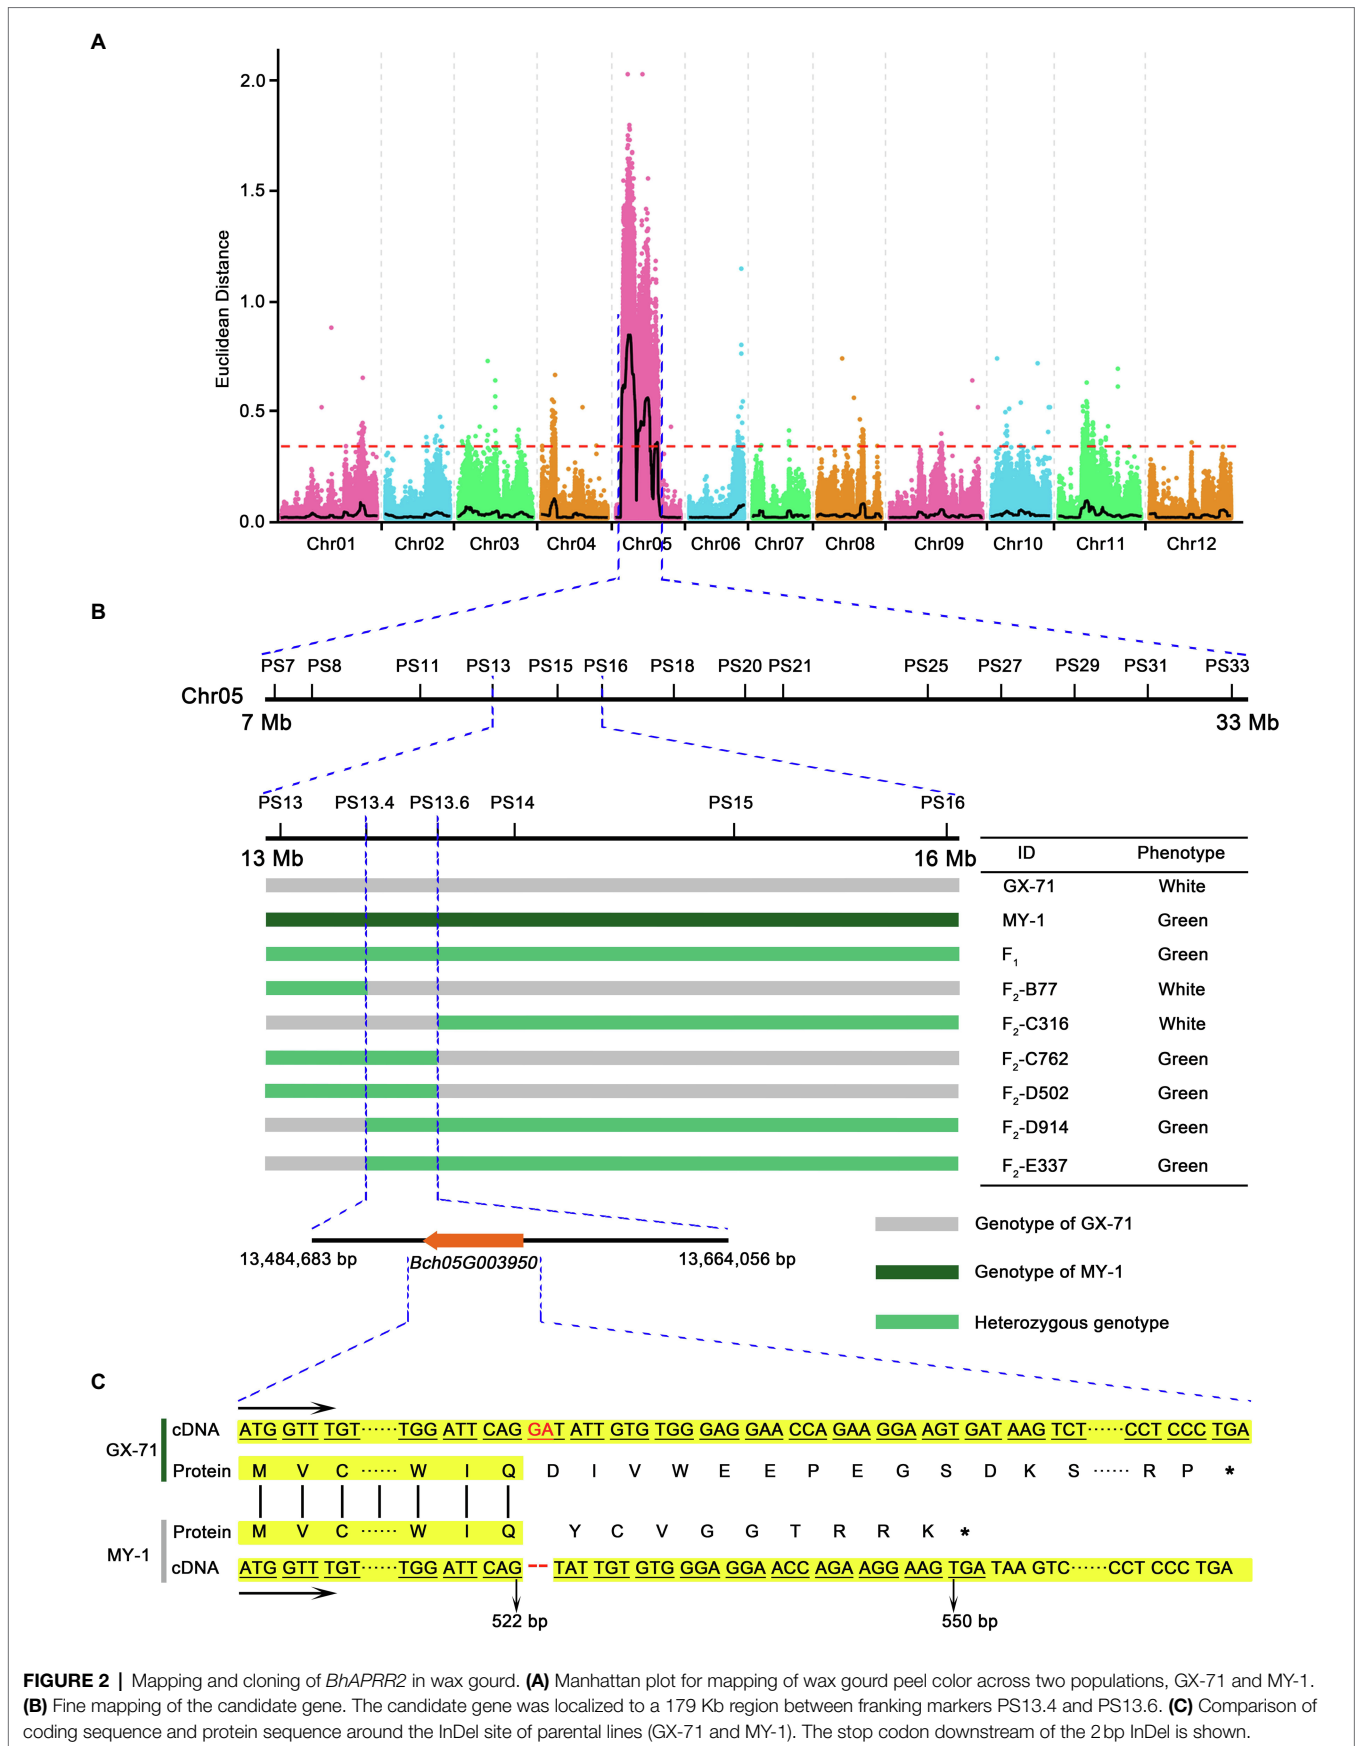 A
2.0
1.5
1.0
0.5
0.0
Euclidean Distance
Chr01 Chr02 Chr03 Chr04 Chr05 Chr06 Chr07 Chr08 Chr09 Chr10 Chr11 Chr12
B
PS7 PS8 PS11 PS13 PS15 PS16 PS18 PS20 PS21 PS25 PS27 PS29 PS31 PS33
Chr05
7 Mb 33 Mb
PS13 PS13.4 PS13.6 PS14 PS15 PS16
13 Mb 16 Mb
ID Phenotype
GX-71 White
MY-1 Green
F1 Green
F2-B77 White
F2-C316 White
F2-C762 Green
F2-D502 Green
F2-D914 Green
F2-E337 Green
13,484,683 bp Bch05G003950 13,664,056 bp
Genotype of GX-71
Genotype of MY-1
Heterozygous genotype
C
GX-71
cDNA ATG GTT TGT······TGG ATT CAG GAT ATT GTG TGG GAG GAA CCA GAA GGA AGT GAT AAG TCT······CCT CCC TGA
Protein M V C ······ W I Q D I V W E E P E G S D K S ······ R P *
MY-1
Protein M V C ······ W I Q Y C V G G T R R K *
cDNA ATG GTT TGT······TGG ATT CAG -- TAT TGT GTG GGA GGA ACC AGA AGG AAG TGA TAA GTC······CCT CCC TGA
522 bp 550 bp
FIGURE 2 | Mapping and cloning of BhAPRR2 in wax gourd. (A) Manhattan plot for mapping of wax gourd peel color across two populations, GX-71 and MY-1.
(B) Fine mapping of the candidate gene. The candidate gene was localized to a 179 Kb region between franking markers PS13.4 and PS13.6. (C) Comparison of
coding sequence and protein sequence around the InDel site of parental lines (GX-71 and MY-1). The stop codon downstream of the 2 bp InDel is shown.